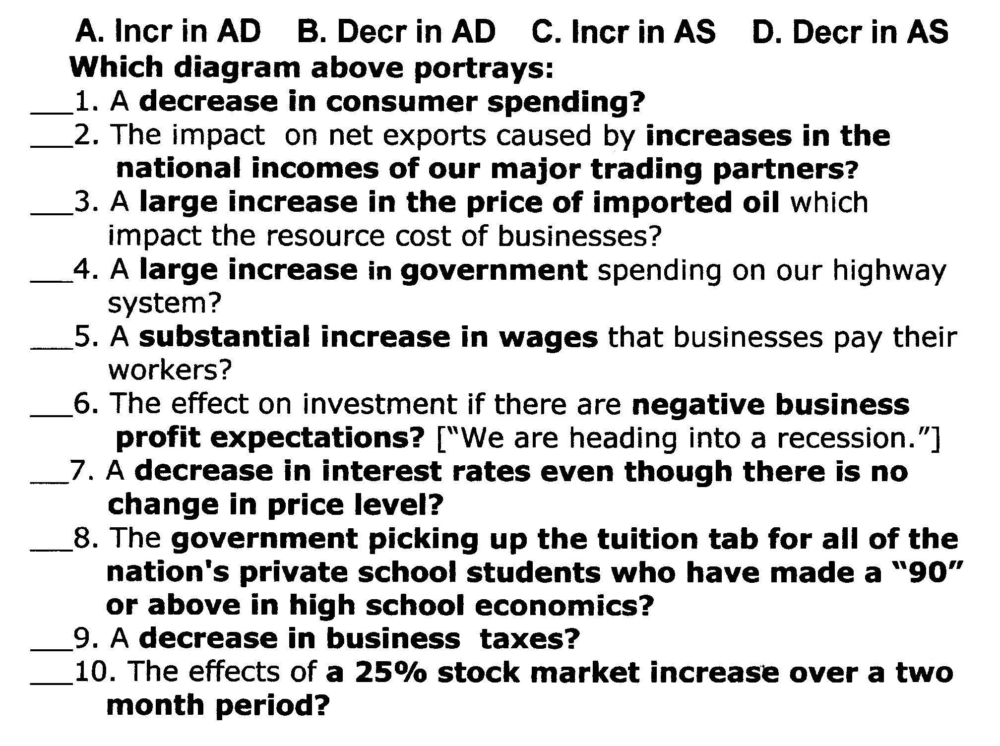 A. Incr in AD B. Decr in AD C. Incr in AS D. Decr in AS
Which diagram above portrays:
___1. A decrease in consumer spending?
___2. The impact on net exports caused by increases in the
national incomes of our major trading partners?
___3. A large increase in the price of imported oil which
impact the resource cost of businesses?
___4. A large increase in government spending on our highway
system?
___5. A substantial increase in wages that businesses pay their
workers?
___6. The effect on investment if there are negative business
profit expectations? ["We are heading into a recession."]
___7. A decrease in interest rates even though there is no
change in price level?
___8. The government picking up the tuition tab for all of the
nation's private school students who have made a "90"
or above in high school economics?
___9. A decrease in business taxes?
___10. The effects of a 25% stock market increase over a two
month period?